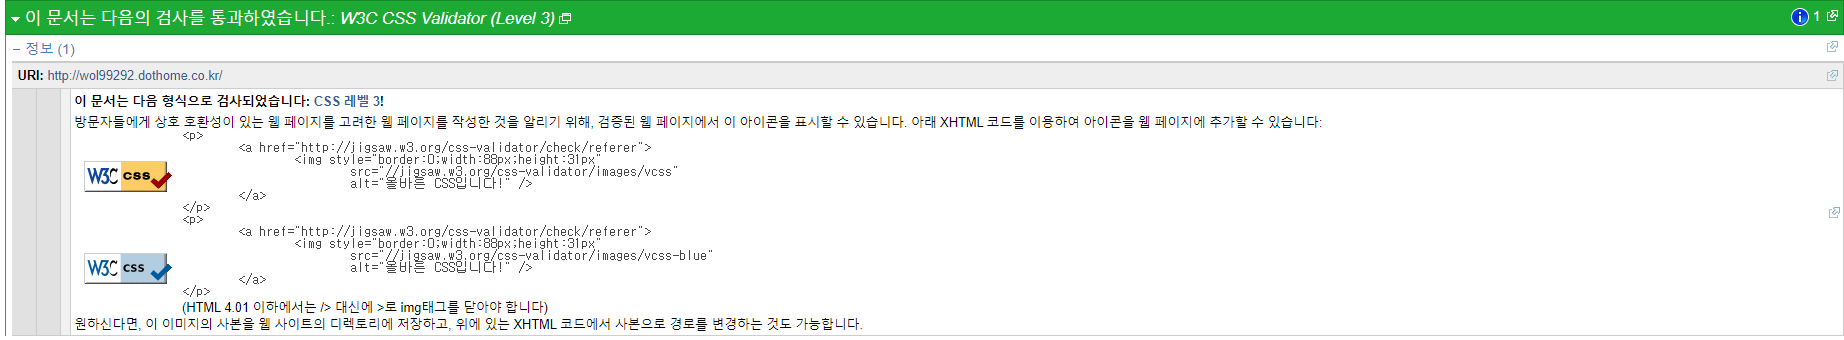 이 문서는 다음의 검사를 통과하였습니다.: W3C CSS Validator (Level 3)
1
− 정보 (1)
URI: http://wol99292.dothome.co.kr/
이 문서는 다음 형식으로 검사되었습니다: CSS 레벨 3!
방문자들에게 상호 호환성이 있는 웹 페이지를 고려한 웹 페이지를 작성한 것을 알리기 위해, 검증된 웹 페이지에서 이 아이콘을 표시할 수 있습니다. 아래 XHTML 코드를 이용하여 아이콘을 웹 페이지에 추가할 수 있습니다:
W3C css
<p>
<a href="http://jigsaw.w3.org/css-validator/check/referer">
<img style="border:0;width:88px;height:31px"
src="//jigsaw.w3.org/css-validator/images/vcss"
alt="올바른 CSS입니다!" />
</a>
</p>
W3C css
<p>
<a href="http://jigsaw.w3.org/css-validator/check/referer">
<img style="border:0;width:88px;height:31px"
src="//jigsaw.w3.org/css-validator/images/vcss-blue"
alt="올바른 CSS입니다!" />
</a>
</p>
(HTML 4.01 이하에서는 /> 대신에 >로 img태그를 닫아야 합니다)
원하신다면, 이 이미지의 사본을 웹 사이트의 디렉토리에 저장하고, 위에 있는 XHTML 코드에서 사본으로 경로를 변경하는 것도 가능합니다.